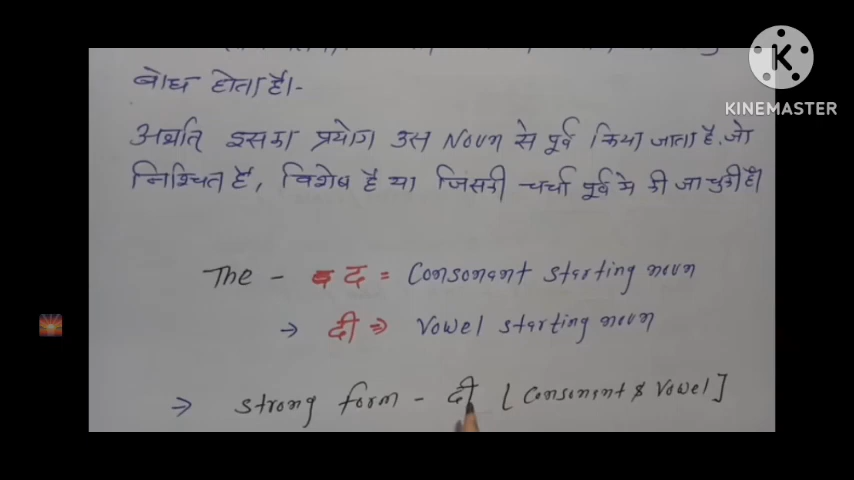 बोध होता है।-
अर्थात इसका प्रयोग उस Noun से पूर्व किया जाता है, जो
निश्चित है, विशेष है या जिसकी चर्चा पूर्व मे की जा चुकी है।
The - द = Consonant starting noun
→ दी ⇒ Vowel starting noun
⇒ strong form - दी [Consonant & Vowel]
KINEMASTER